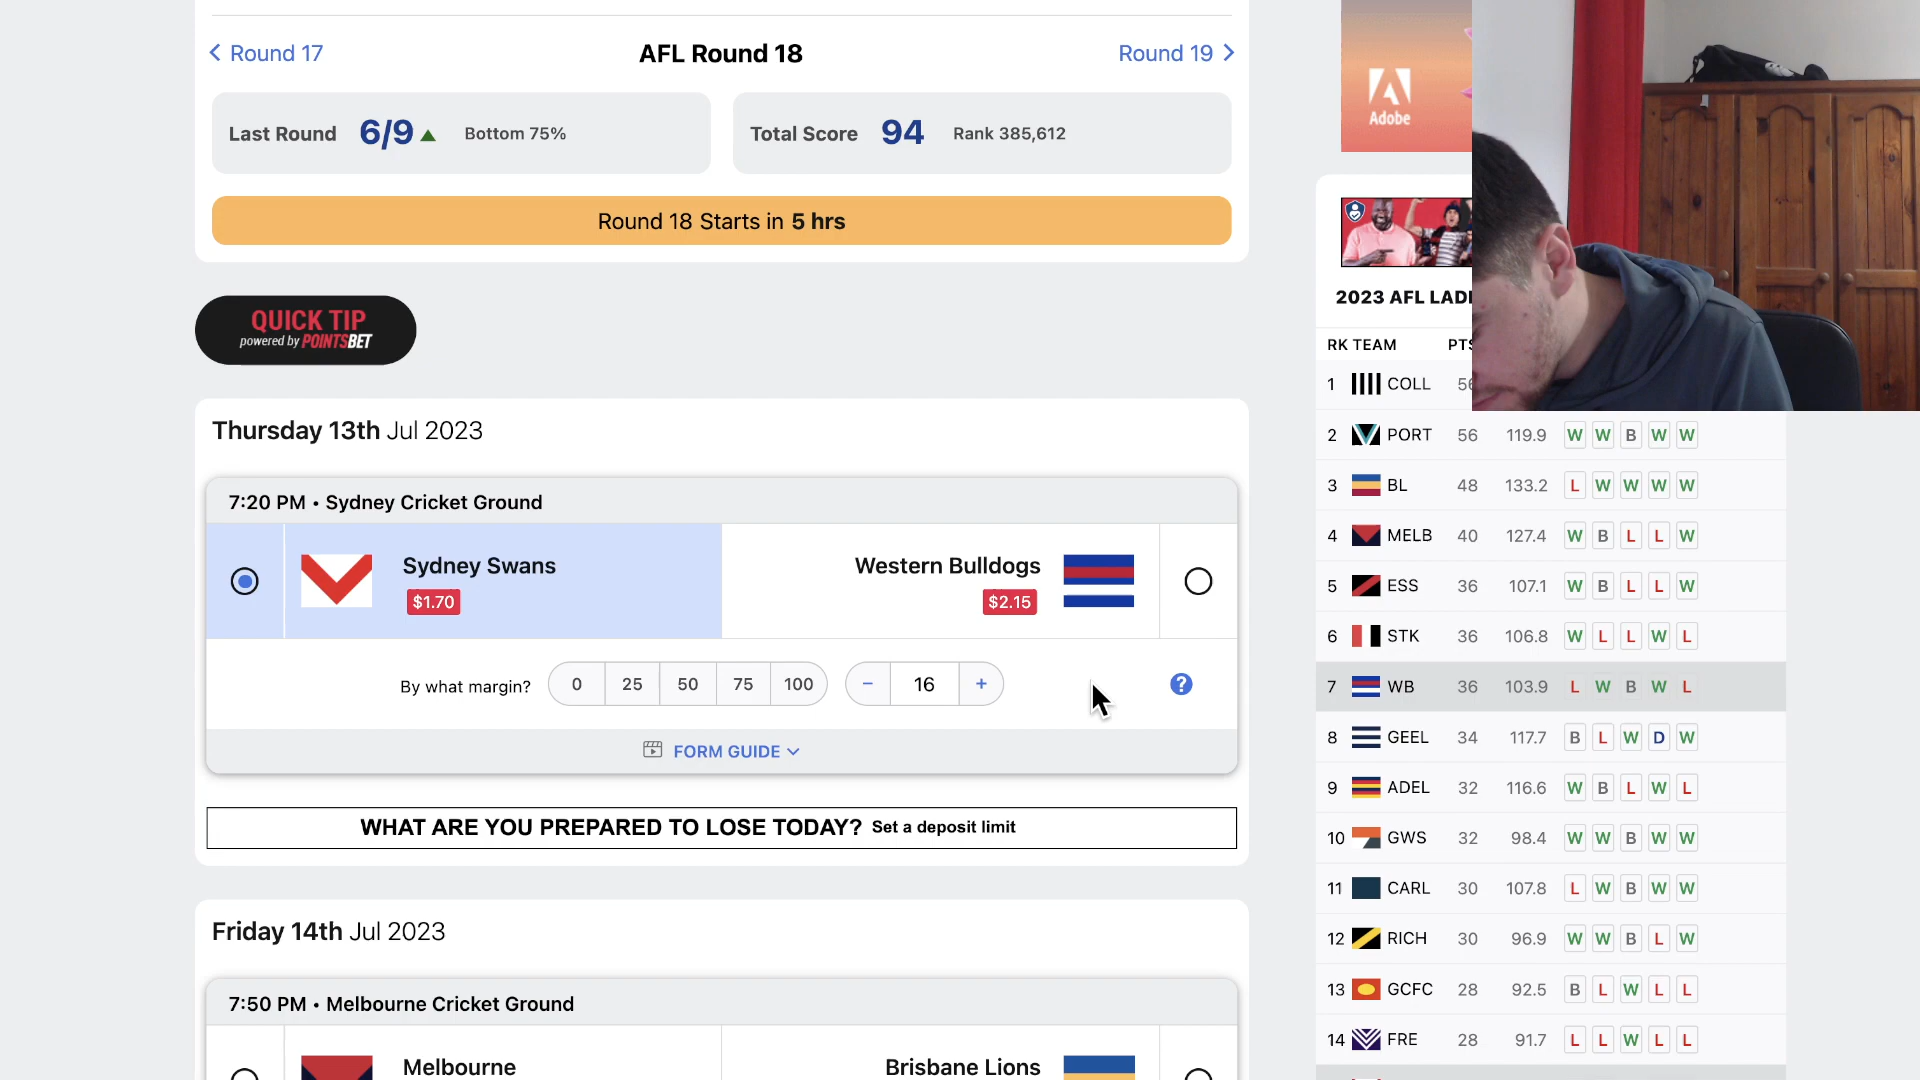 Round 17
AFL Round 18
Round 19
Last Round 6/9 Bottom 75%
Total Score 94 Rank 385,612
Round 18 Starts in 5 hrs
QUICK TIP
powered by POINTSBET
Thursday 13th Jul 2023
7:20 PM • Sydney Cricket Ground
Sydney Swans
$1.70
Western Bulldogs
$2.15
By what margin? 0 25 50 75 100 − 16 + ?
FORM GUIDE
WHAT ARE YOU PREPARED TO LOSE TODAY? Set a deposit limit
Friday 14th Jul 2023
7:50 PM • Melbourne Cricket Ground
Melbourne
Brisbane Lions
Adobe
2023 AFL LAD
RK TEAM PTS
1 COLL 56
2 PORT 56 119.9 W W B W W
3 BL 48 133.2 L W W W W
4 MELB 40 127.4 W B L L W
5 ESS 36 107.1 W B L L W
6 STK 36 106.8 W L L W L
7 WB 36 103.9 L W B W L
8 GEEL 34 117.7 B L W D W
9 ADEL 32 116.6 W B L W L
10 GWS 32 98.4 W W B W W
11 CARL 30 107.8 L W B W W
12 RICH 30 96.9 W W B L W
13 GCFC 28 92.5 B L W L L
14 FRE 28 91.7 L L W L L